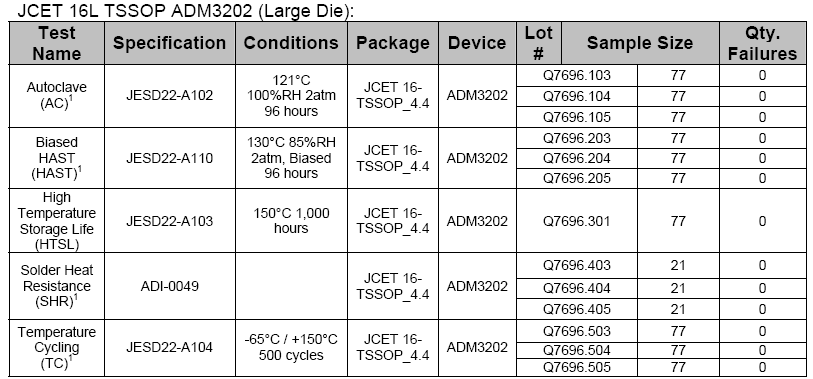 JCET 16L TSSOP ADM3202 (Large Die):
Test Name Specification Conditions Package Device Lot # Sample Size Qty. Failures
Autoclave (AC)1 JESD22-A102 121°C 100%RH 2atm 96 hours JCET 16-TSSOP_4.4 ADM3202 Q7696.103 77 0
Q7696.104 77 0
Q7696.105 77 0
Biased HAST (HAST)1 JESD22-A110 130°C 85%RH 2atm, Biased 96 hours JCET 16-TSSOP_4.4 ADM3202 Q7696.203 77 0
Q7696.204 77 0
Q7696.205 77 0
High Temperature Storage Life (HTSL) JESD22-A103 150°C 1,000 hours JCET 16-TSSOP_4.4 ADM3202 Q7696.301 77 0
Solder Heat Resistance (SHR)1 ADI-0049 JCET 16-TSSOP_4.4 ADM3202 Q7696.403 21 0
Q7696.404 21 0
Q7696.405 21 0
Temperature Cycling (TC)1 JESD22-A104 -65°C / +150°C 500 cycles JCET 16-TSSOP_4.4 ADM3202 Q7696.503 77 0
Q7696.504 77 0
Q7696.505 77 0